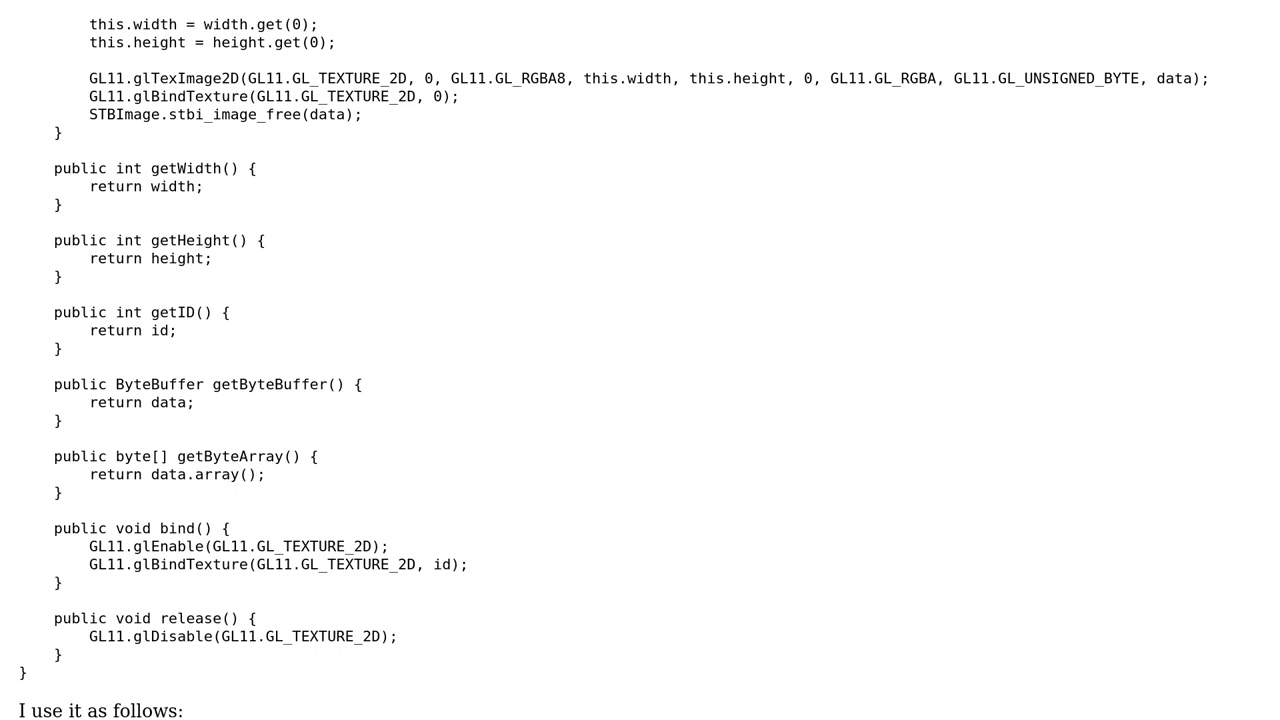 this.width = width.get(0);
this.height = height.get(0);
GL11.glTexImage2D(GL11.GL_TEXTURE_2D, 0, GL11.GL_RGBA8, this.width, this.height, 0, GL11.GL_RGBA, GL11.GL_UNSIGNED_BYTE, data);
GL11.glBindTexture(GL11.GL_TEXTURE_2D, 0);
STBImage.stbi_image_free(data);
}
public int getWidth() {
return width;
}
public int getHeight() {
return height;
}
public int getID() {
return id;
}
public ByteBuffer getByteBuffer() {
return data;
}
public byte[] getByteArray() {
return data.array();
}
public void bind() {
GL11.glEnable(GL11.GL_TEXTURE_2D);
GL11.glBindTexture(GL11.GL_TEXTURE_2D, id);
}
public void release() {
GL11.glDisable(GL11.GL_TEXTURE_2D);
}
}
I use it as follows: